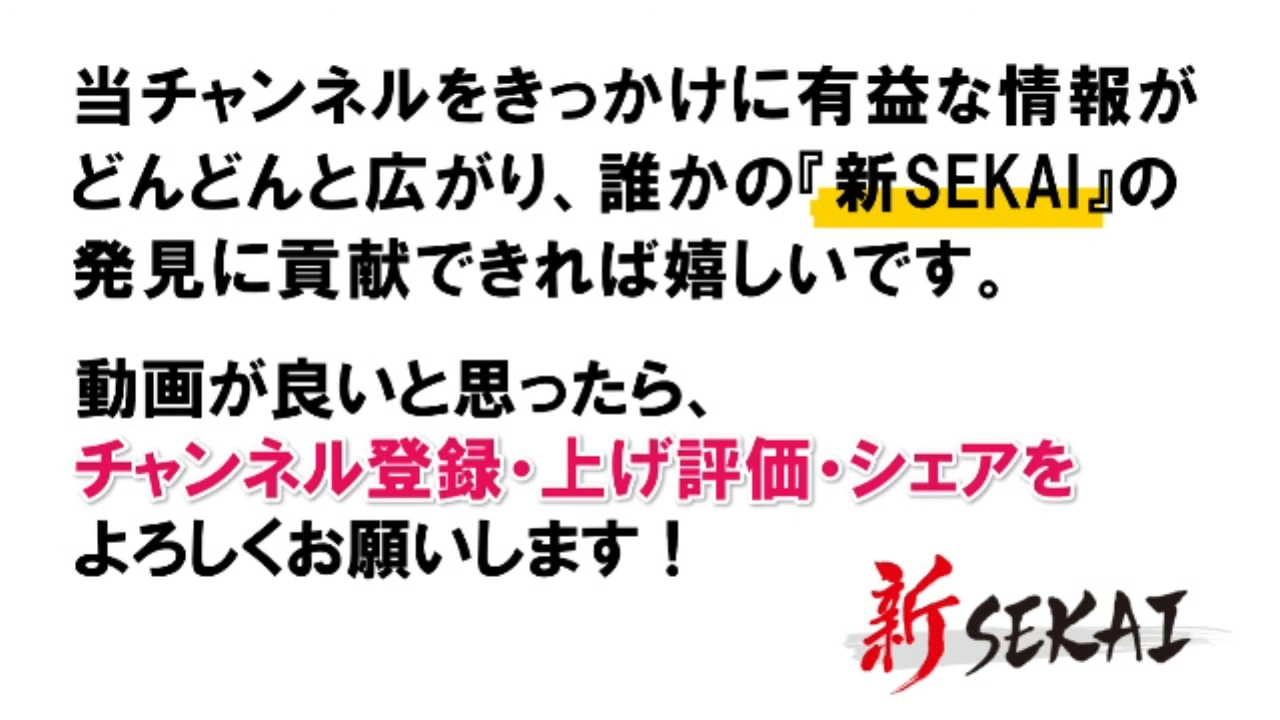 当チャンネルをきっかけに有益な情報が
どんどんと広がり、誰かの『新SEKAI』の
発見に貢献できれば嬉しいです。
動画が良いと思ったら、
チャンネル登録・上げ評価・シェアを
よろしくお願いします！
新SEKAI